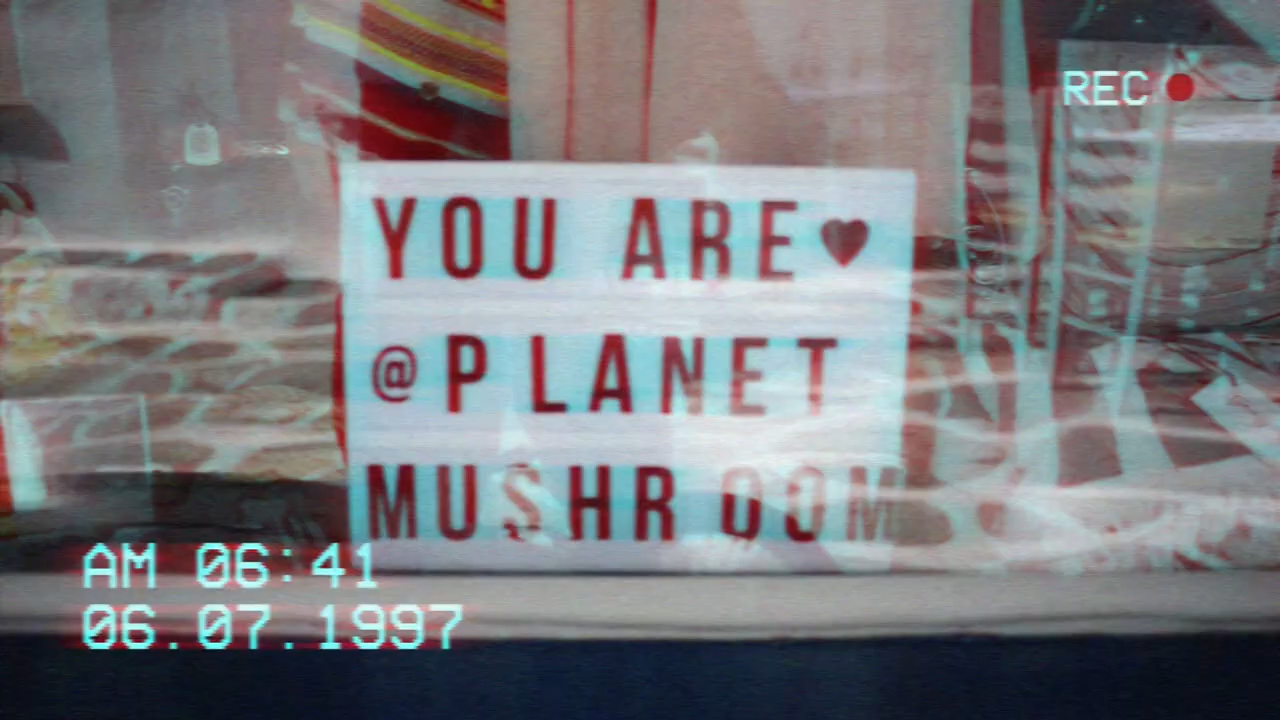 REC
YOU ARE♥
@PLANET
MUSHROOM
AM 06:41
06.07.1997